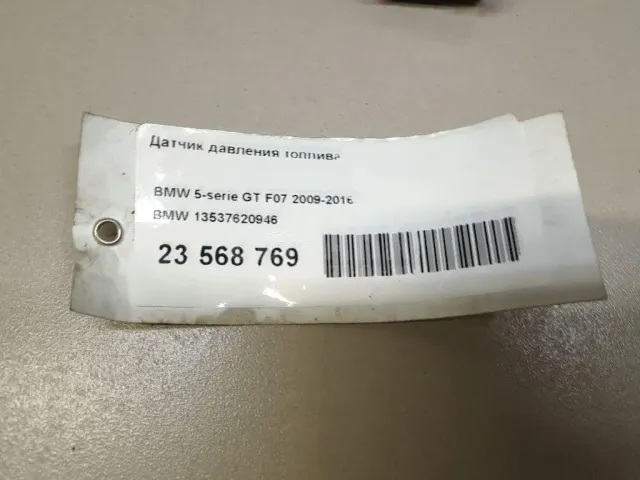 Датчик давления топлива
BMW 5-serie GT F07 2009-2016
BMW 13537620946
23 568 769